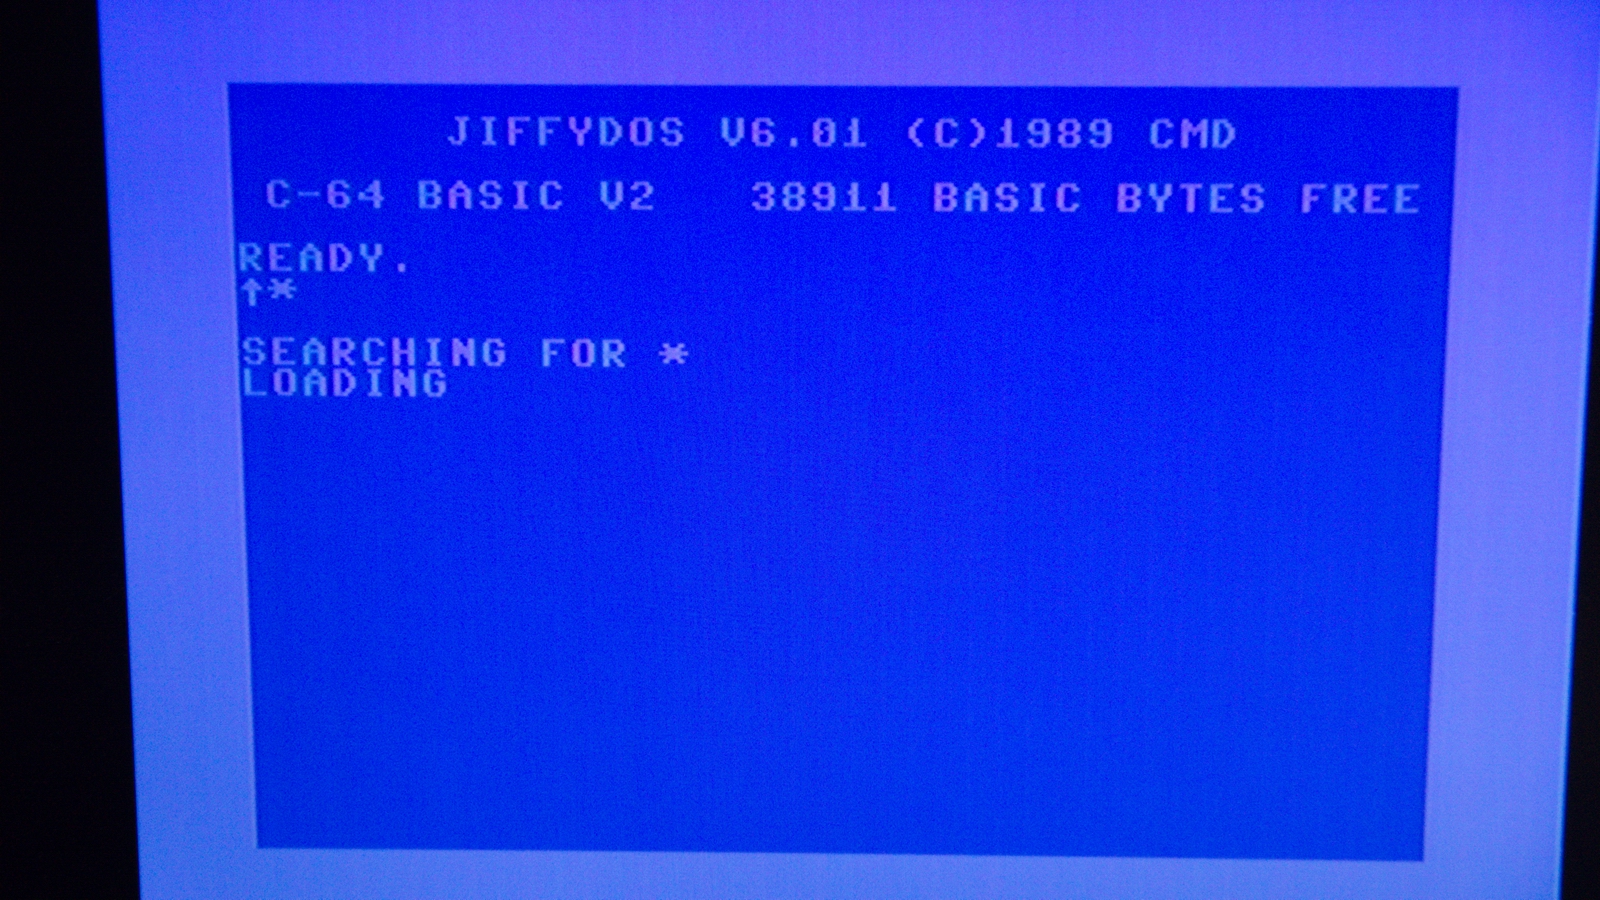 JIFFYDOS V6.01 (C)1989 CMD
C-64 BASIC V2   38911 BASIC BYTES FREE
READY.
↑*
SEARCHING FOR *
LOADING